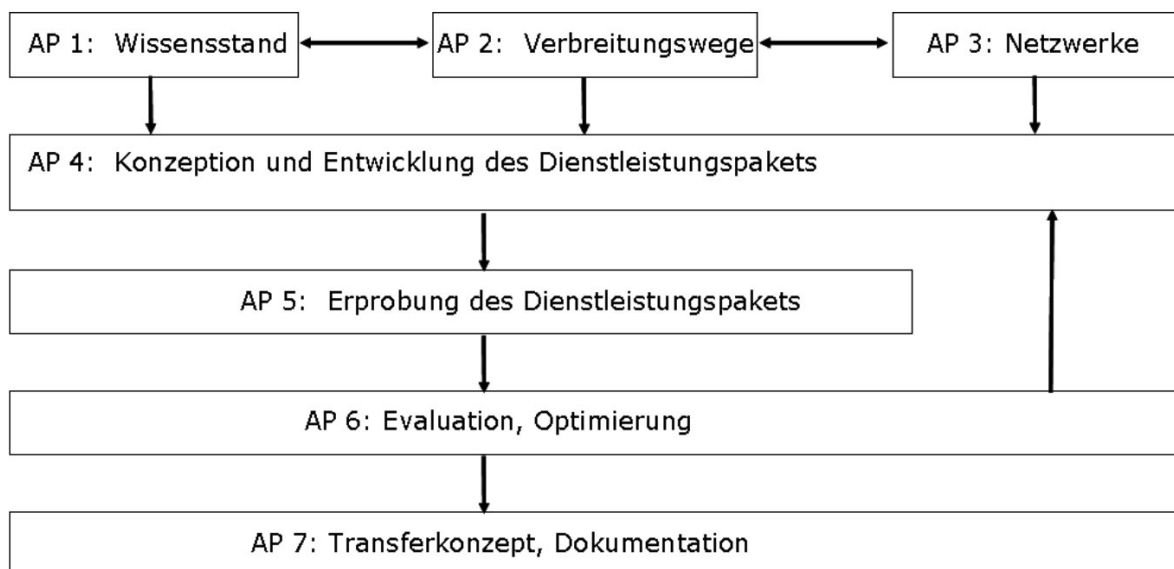 AP 1: Wissensstand
AP 2: Verbreitungswege
AP 3: Netzwerke
AP 4: Konzeption und Entwicklung des Dienstleistungspakets
AP 5: Erprobung des Dienstleistungspakets
AP 6: Evaluation, Optimierung
AP 7: Transferkonzept, Dokumentation